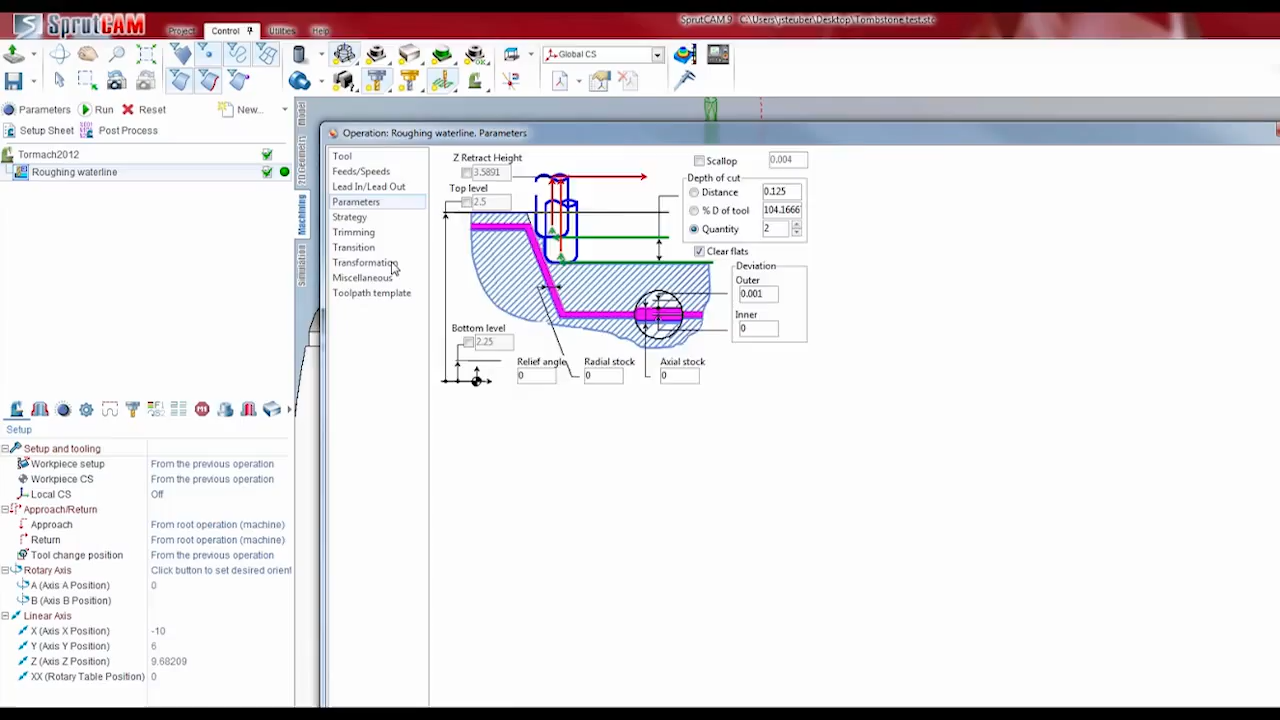 SprutCAM
Project
Control
Utilities
Help
SprutCAM 9 C:\Users\jsteuber\Desktop\Tombstone test.stc
Global CS
Parameters
Run
Reset
New...
Setup Sheet
Post Process
Tormach2012
Roughing waterline
Model
2D Geometry
Machining
Simulation
Operation: Roughing waterline. Parameters
Tool
Feeds/Speeds
Lead In/Lead Out
Parameters
Strategy
Trimming
Transition
Transformation
Miscellaneous
Toolpath template
Z Retract Height
3.5891
Top level
2.5
Bottom level
2.25
Relief angle
0
Radial stock
0
Axial stock
0
Scallop
0.004
Depth of cut
Distance
0.125
% D of tool
104.1666
Quantity
2
Clear flats
Deviation
Outer
0.001
Inner
0
Setup
Setup and tooling
Workpiece setup From the previous operation
Workpiece CS From the previous operation
Local CS Off
Approach/Return
Approach From root operation (machine)
Return From root operation (machine)
Tool change position From the previous operation
Rotary Axis Click button to set desired orient
A (Axis A Position) 0
B (Axis B Position)
Linear Axis
X (Axis X Position) -10
Y (Axis Y Position) 6
Z (Axis Z Position) 9.68209
XX (Rotary Table Position) 0